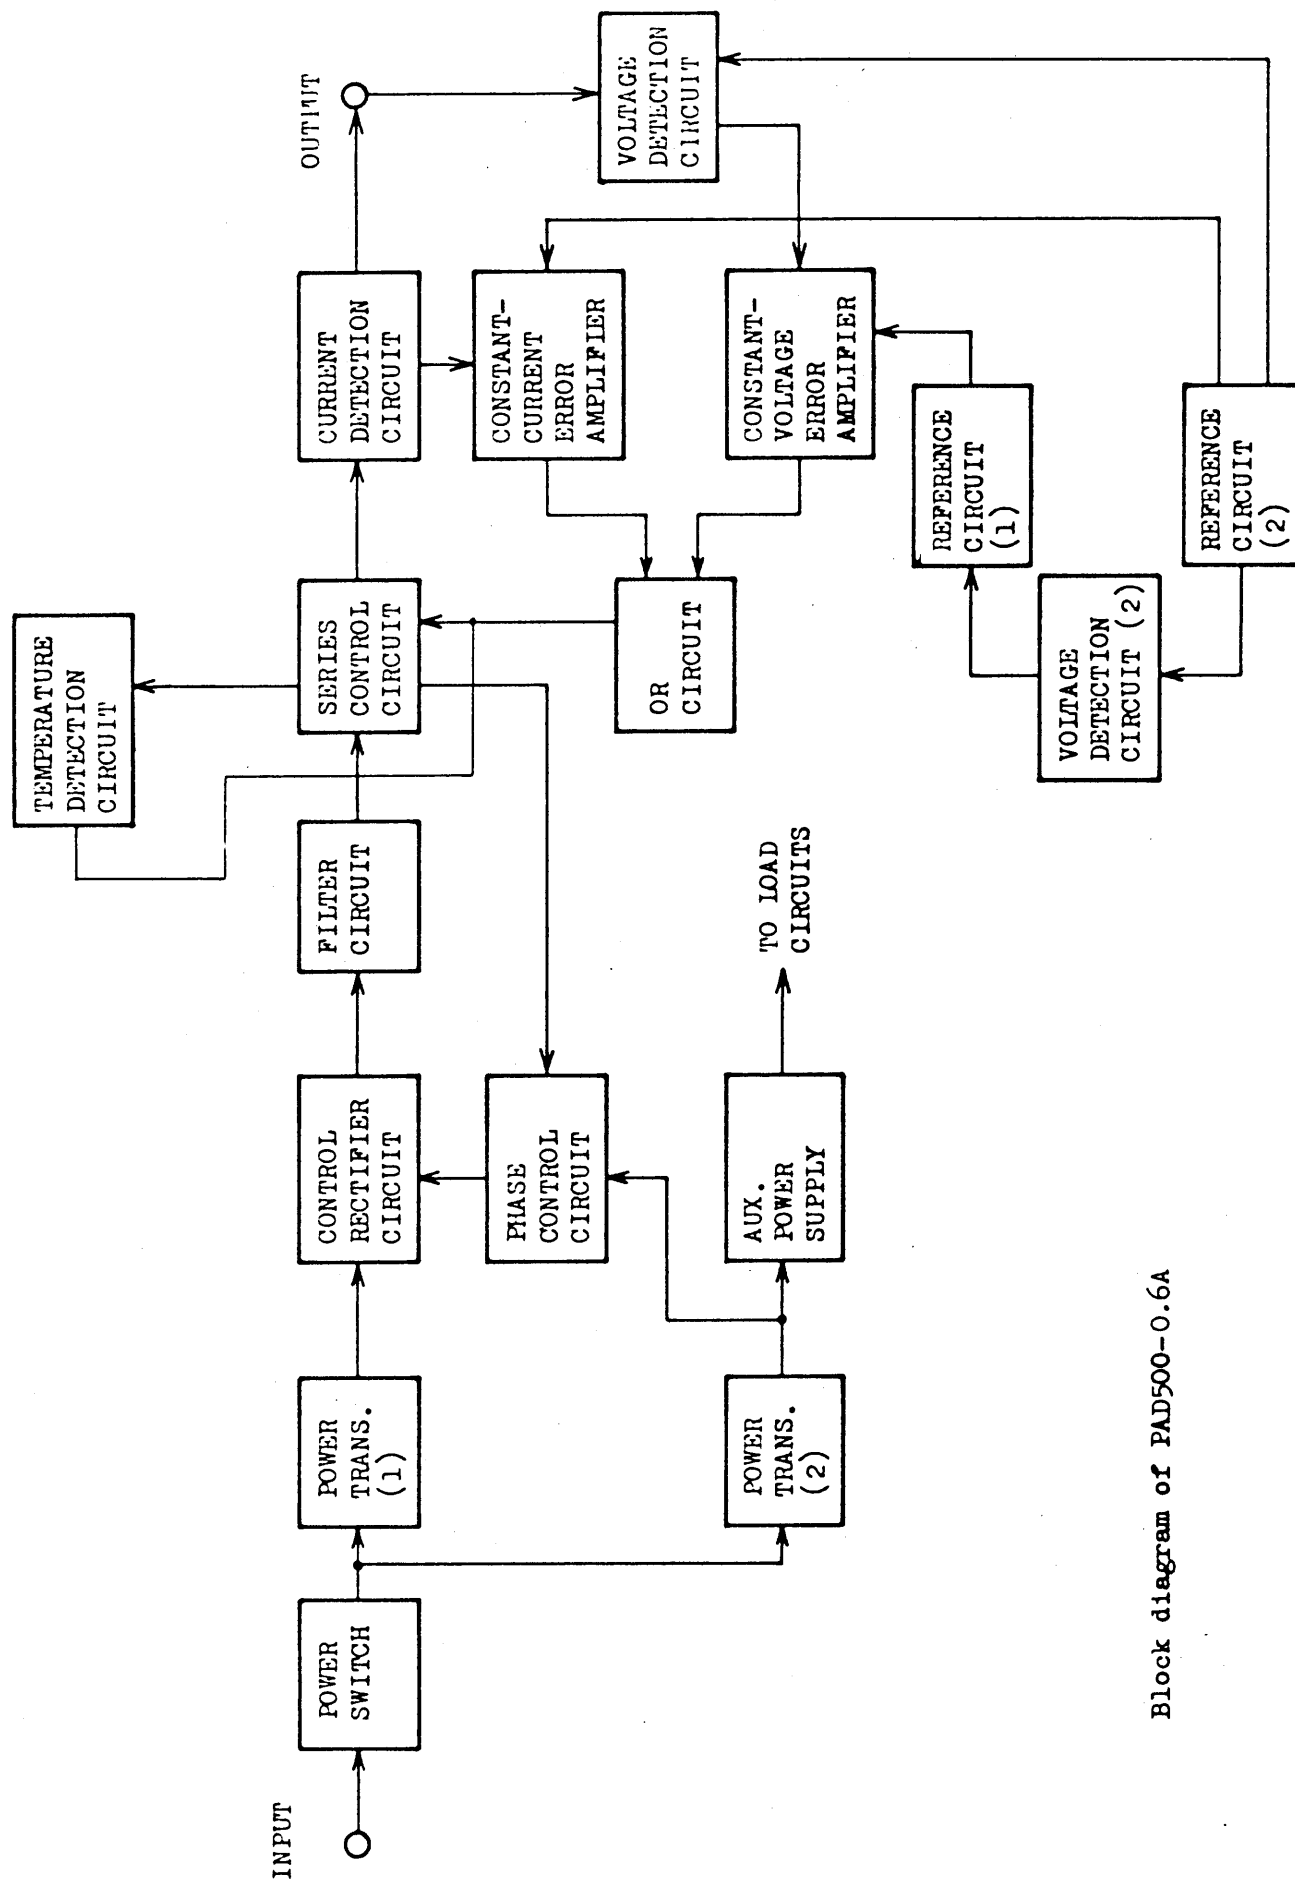 INPUT
POWER
SWITCH
POWER
TRANS.
(1)
CONTROL
RECTIFIER
CIRCUIT
FILTER
CIRCUIT
SERIES
CONTROL
CIRCUIT
CURRENT
DETECTION
CIRCUIT
OUTPUT
TEMPERATURE
DETECTION
CIRCUIT
PHASE
CONTROL
CIRCUIT
CONSTANT-
CURRENT
ERROR
AMPLIFIER
VOLTAGE
DETECTION
CIRCUIT
OR
CIRCUIT
POWER
TRANS.
(2)
AUX.
POWER
SUPPLY
TO LOAD
CIRCUITS
CONSTANT-
VOLTAGE
ERROR
AMPLIFIER
REFERENCE
CIRCUIT
(1)
VOLTAGE
DETECTION
CIRCUIT (2)
REFERENCE
CIRCUIT
(2)
Block diagram of PAD500-0.6A